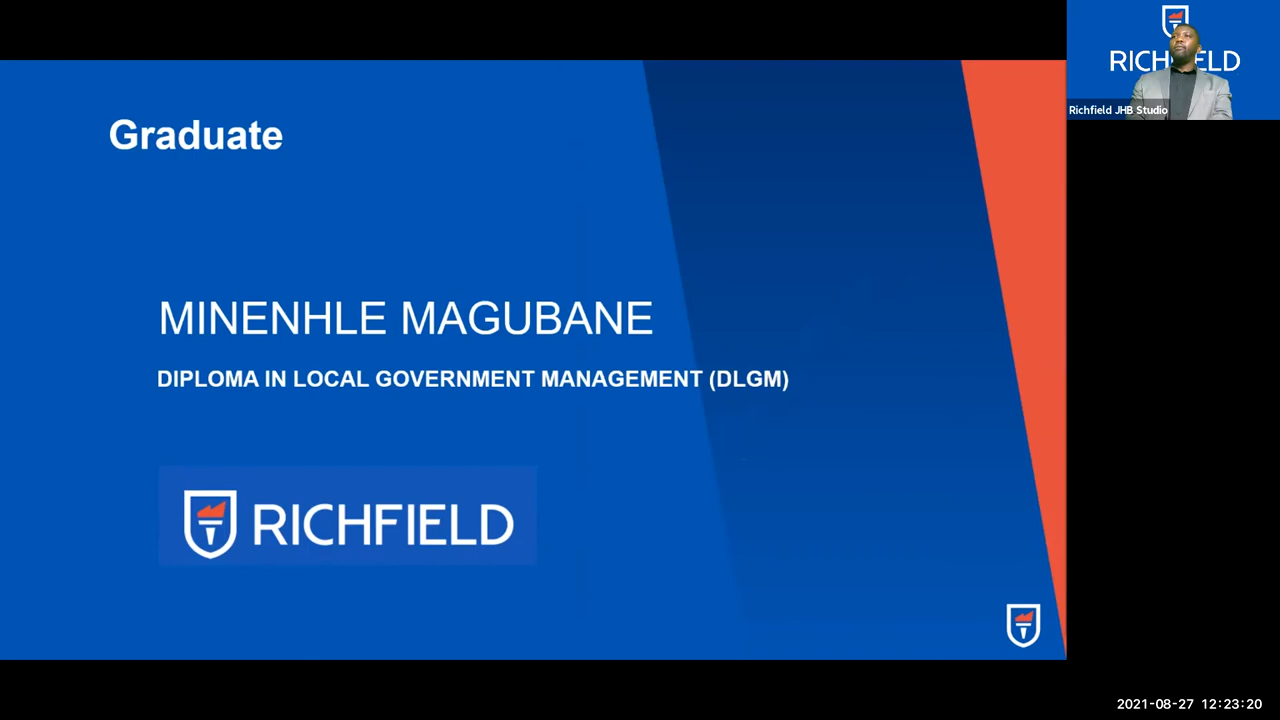 Graduate
MINENHLE MAGUBANE
DIPLOMA IN LOCAL GOVERNMENT MANAGEMENT (DLGM)
RICHFIELD
RICHFIELD
Richfield JHB Studio
2021-08-27 12:23:20